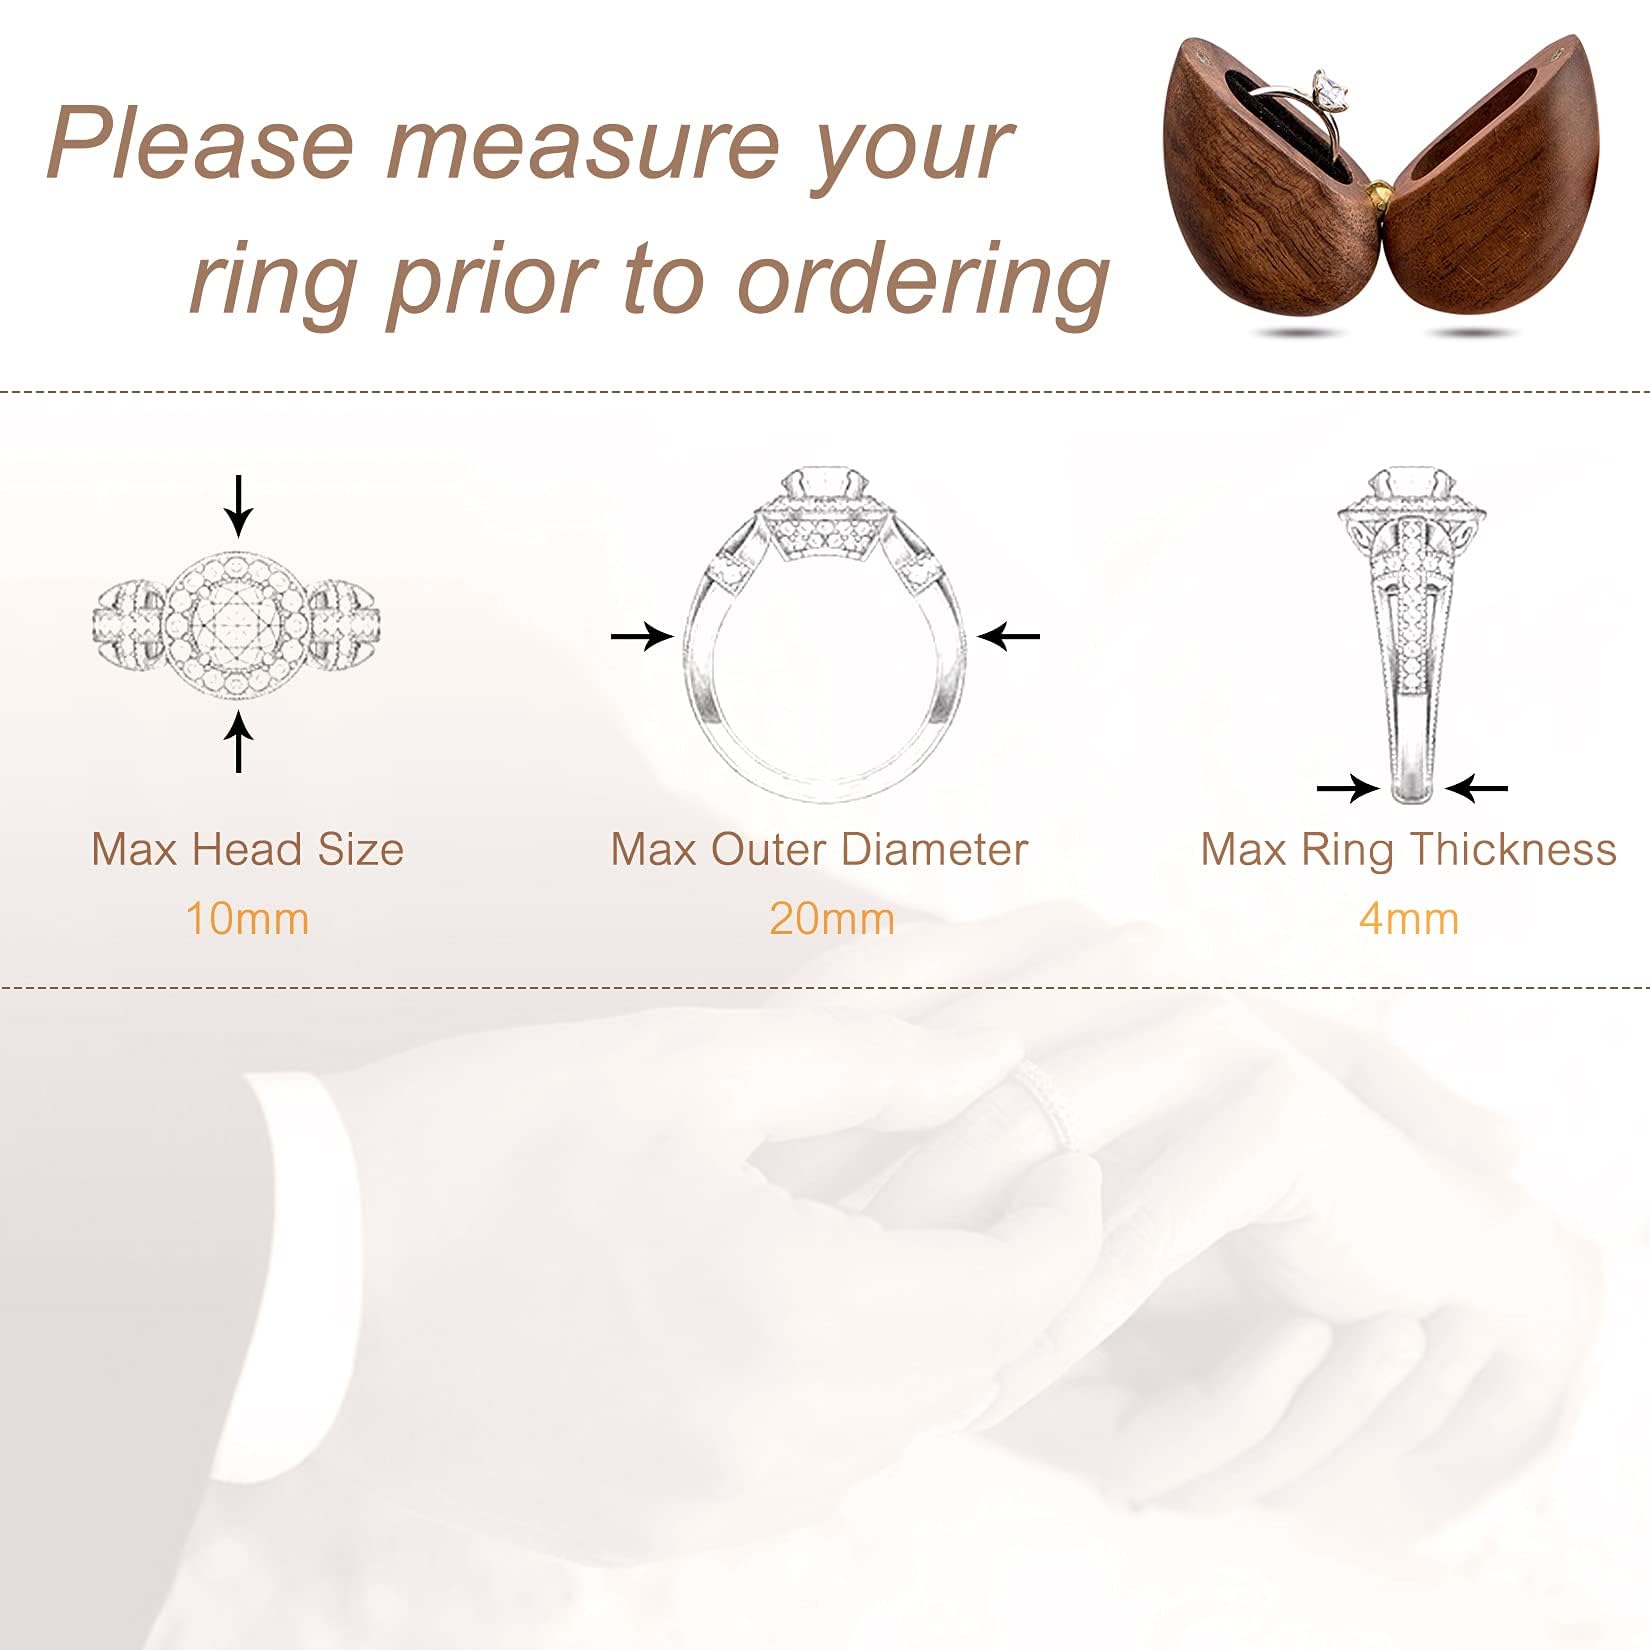 Please measure your
ring prior to ordering
Max Head Size
10mm
Max Outer Diameter
20mm
Max Ring Thickness
4mm